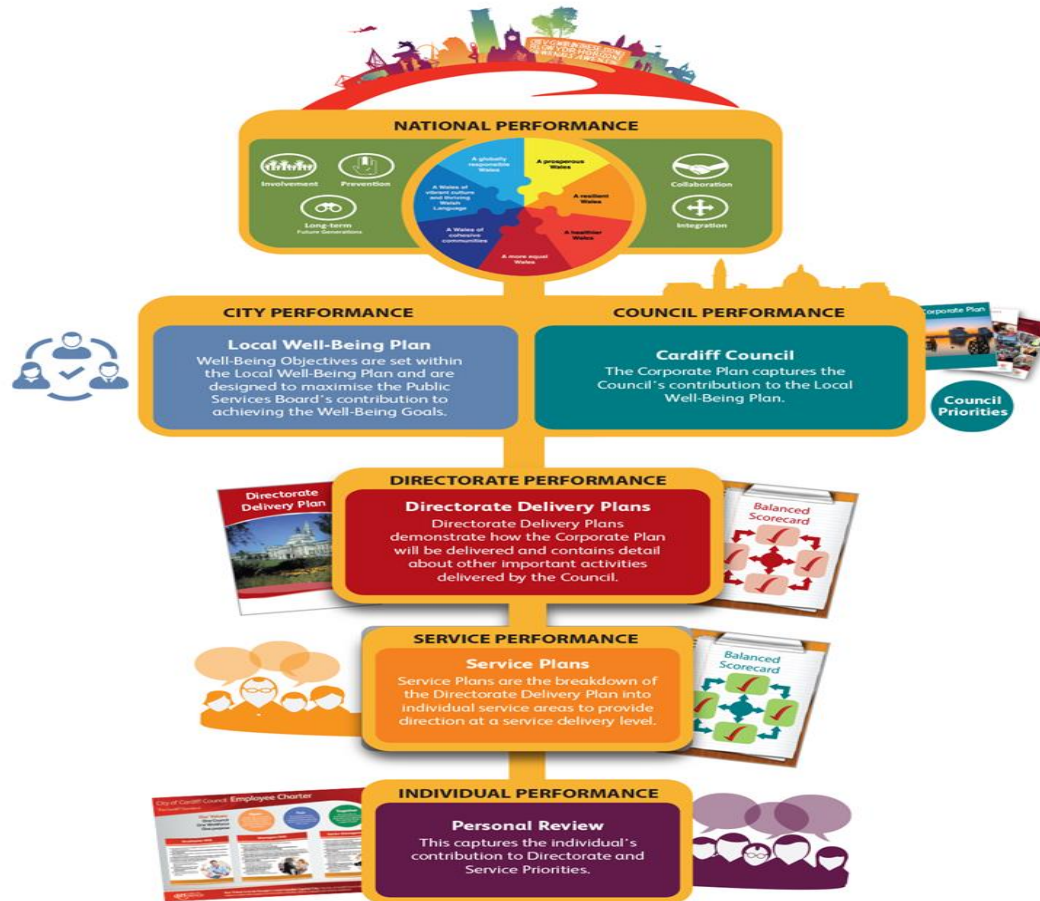 NATIONAL PERFORMANCE
Involvement
Prevention
Long-term
Future Generations
A globally
responsible
Wales
A prosperous
Wales
A Wales of
vibrant culture
and thriving
Welsh
Language
A resilient
Wales
A Wales of
cohesive
communities
A healthier
Wales
A more equal
Wales
Collaboration
Integration
CITY PERFORMANCE
Local Well-Being Plan
Well-Being Objectives are set within
the Local Well-Being Plan and are
designed to maximise the Public
Services Board's contribution to
achieving the Well-Being Goals.
COUNCIL PERFORMANCE
Cardiff Council
The Corporate Plan captures the
Council's contribution to the Local
Well-Being Plan.
Corporate Plan
Council
Priorities
DIRECTORATE PERFORMANCE
Directorate
Delivery Plan
Directorate Delivery Plans
Directorate Delivery Plans
demonstrate how the Corporate Plan
will be delivered and contains detail
about other important activities
delivered by the Council.
Balanced
Scorecard
SERVICE PERFORMANCE
Service Plans
Service Plans are the breakdown of
the Directorate Delivery Plan into
individual service areas to provide
direction at a service delivery level.
Balanced
Scorecard
INDIVIDUAL PERFORMANCE
City of Cardiff Council Employee Charter
Personal Review
This captures the individual's
contribution to Directorate and
Service Priorities.